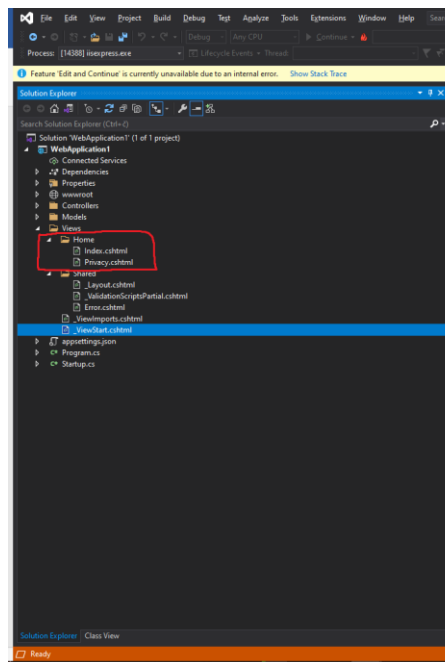 File Edit View Project Build Debug Test Analyze Tools Extensions Window Help Sear
Debug Any CPU Continue
Process: [14388] iisexpress.exe Lifecycle Events Thread:
Feature 'Edit and Continue' is currently unavailable due to an internal error. Show Stack Trace
Solution Explorer
Search Solution Explorer (Ctrl+ö)
Solution 'WebApplication1' (1 of 1 project)
WebApplication1
Connected Services
Dependencies
Properties
wwwroot
Controllers
Models
Views
Home
Index.cshtml
Privacy.cshtml
Shared
_Layout.cshtml
_ValidationScriptsPartial.cshtml
Error.cshtml
_ViewImports.cshtml
_ViewStart.cshtml
appsettings.json
C# Program.cs
C# Startup.cs
Solution Explorer Class View
Ready